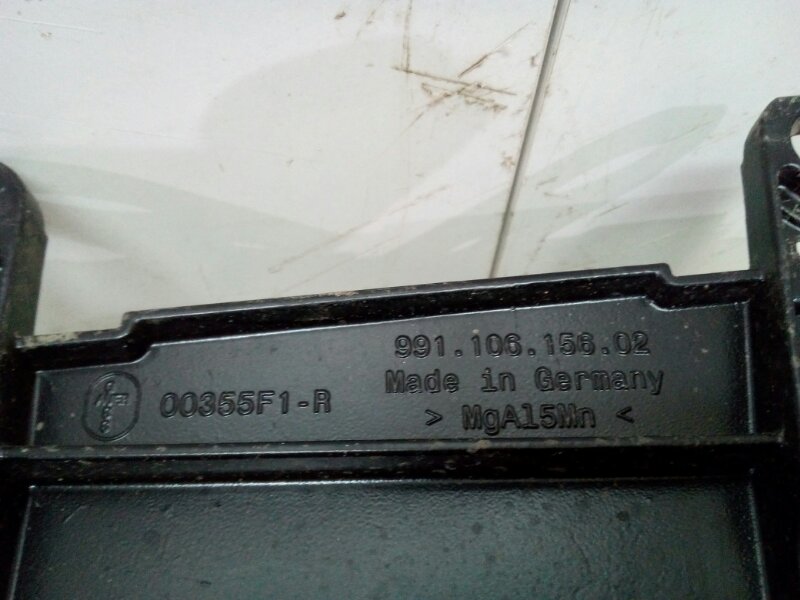 991.106.156.02
Made in Germany
00355F1-R
> MgAl5Mn <